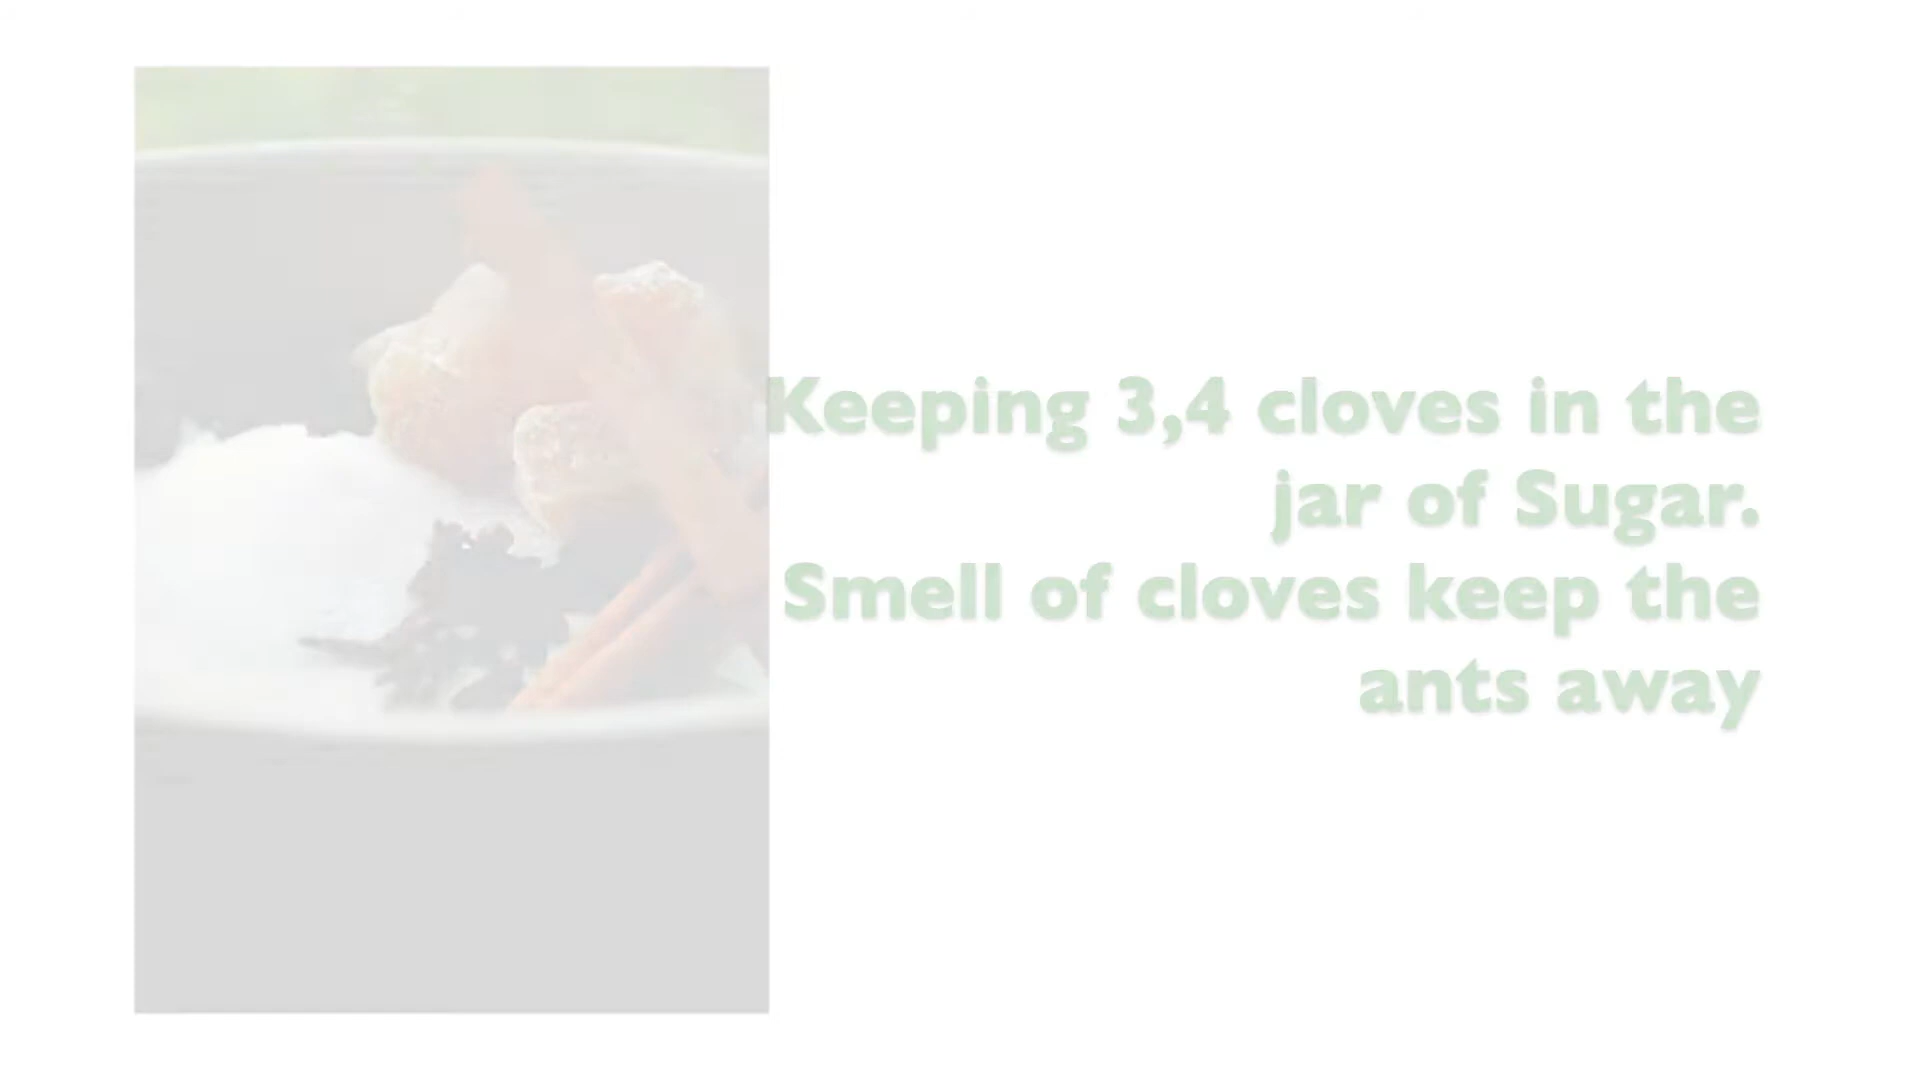 Keeping 3,4 cloves in the
jar of Sugar.
Smell of cloves keep the
ants away